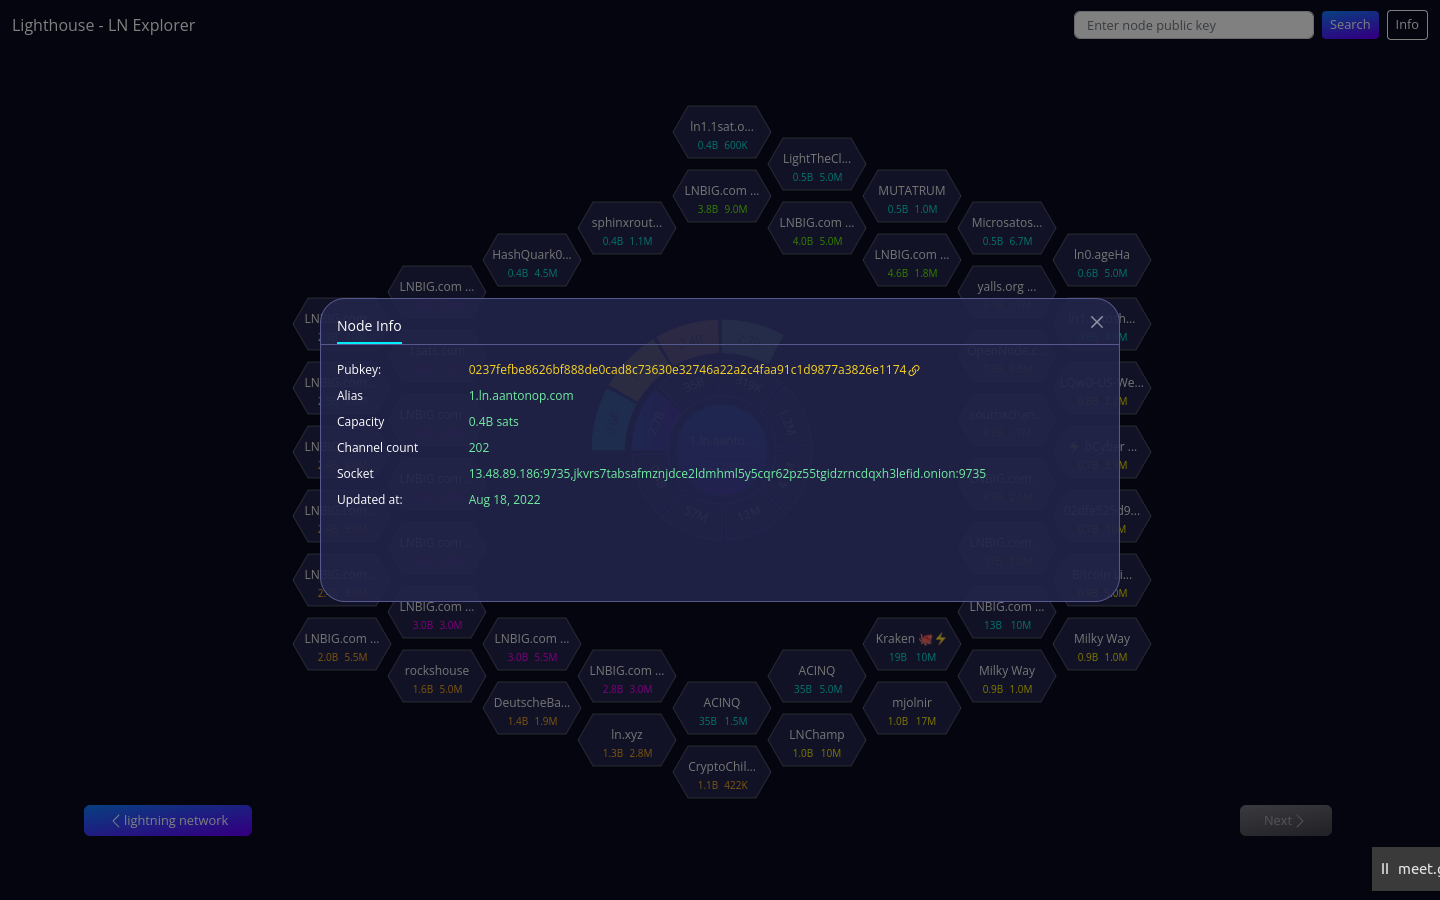 Lighthouse - LN Explorer
Enter node public key
Search
Info
ln1.1sat.o...
0.4B 600K
LightTheCl...
0.5B 5.0M
LNBIG.com ...
3.8B 9.0M
MUTATRUM
0.5B 1.0M
sphinxrout...
0.4B 1.1M
LNBIG.com ...
4.0B 5.0M
Microsatos...
0.5B 6.7M
HashQuark0...
0.4B 4.5M
LNBIG.com ...
4.6B 1.8M
ln0.ageHa
0.6B 5.0M
LNBIG.com ...
yalls.org ...
Node Info
Pubkey:
0237fefbe8626bf888de0cad8c73630e32746a22a2c4faa91c1d9877a3826e1174
Alias
1.ln.aantonop.com
Capacity
0.4B sats
Channel count
202
Socket
13.48.89.186:9735,jkvrs7tabsafmznjdce2ldmhml5y5cqr62pz55tgidzrncdqxh3lefid.onion:9735
Updated at:
Aug 18, 2022
LNBIG.com ...
3.0B 3.0M
LNBIG.com ...
13B 10M
LNBIG.com ...
2.0B 5.5M
LNBIG.com ...
3.0B 5.5M
Kraken 🐙⚡
19B 10M
Milky Way
0.9B 1.0M
rockshouse
1.6B 5.0M
LNBIG.com ...
2.8B 3.0M
ACINQ
35B 5.0M
Milky Way
0.9B 1.0M
DeutscheBa...
1.4B 1.9M
ACINQ
35B 1.5M
mjolnir
1.0B 17M
ln.xyz
1.3B 2.8M
LNChamp
1.0B 10M
CryptoChil...
1.1B 422K
lightning network
Next
meet.g